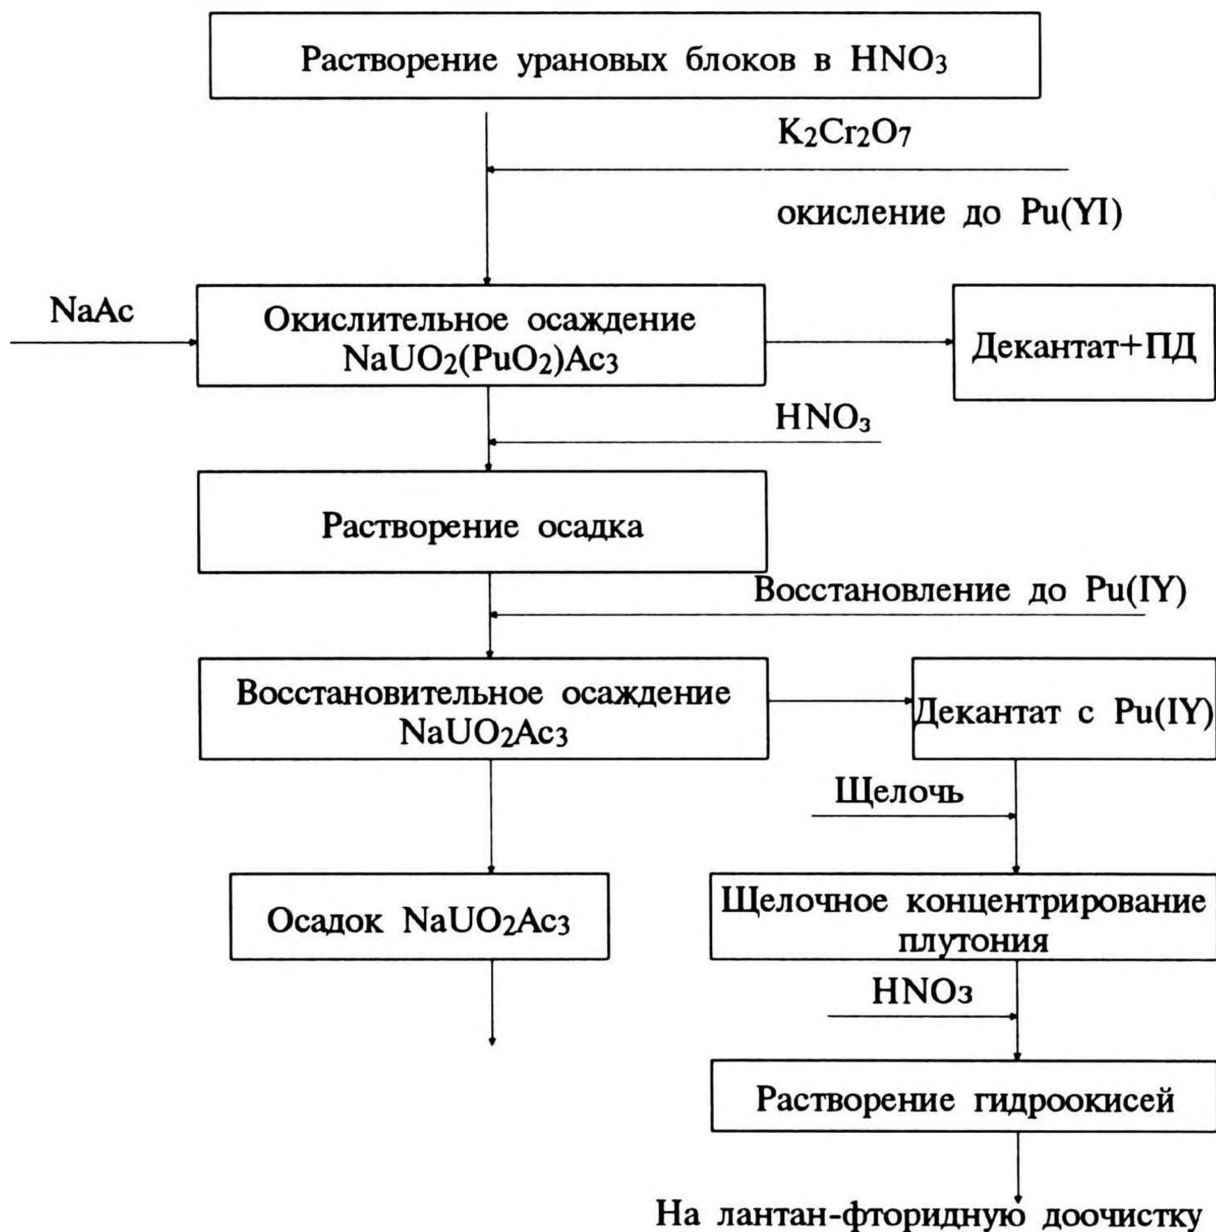 Растворение урановых блоков в HNO₃
K₂Cr₂O₇
окисление до Pu(YI)
NaAc
Окислительное осаждение
NaUO₂(PuO₂)Ac₃
Декантат+ПД
HNO₃
Растворение осадка
Восстановление до Pu(IY)
Восстановительное осаждение
NaUO₂Ac₃
Декантат с Pu(IY)
Щелочь
Осадок NaUO₂Ac₃
Щелочное концентрирование
плутония
HNO₃
Растворение гидроокисей
На лантан-фторидную доочистку